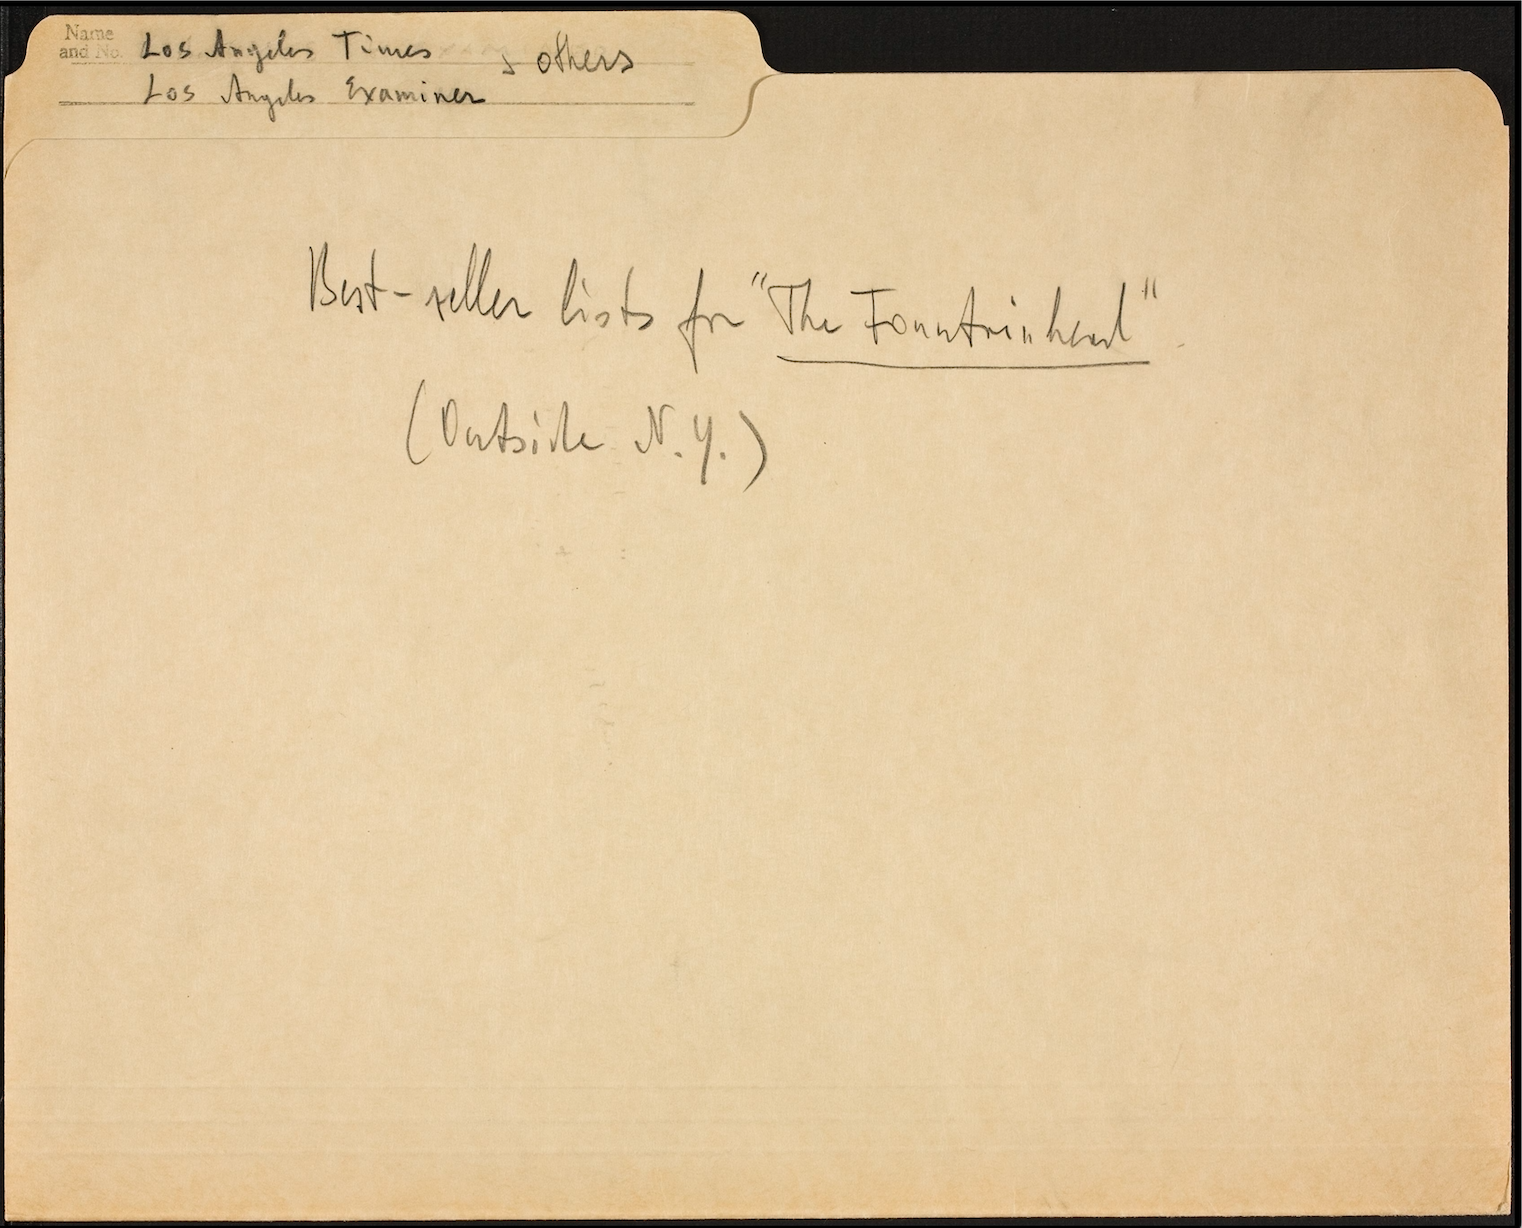 Name
and No.
Los Angeles Times & others
Los Angeles Examiner
Best-seller lists for "The Fountainhead"
(Outside N.Y.)